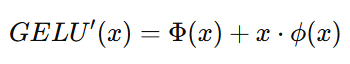 GELU′(x) = Φ(x) + x · ϕ(x)